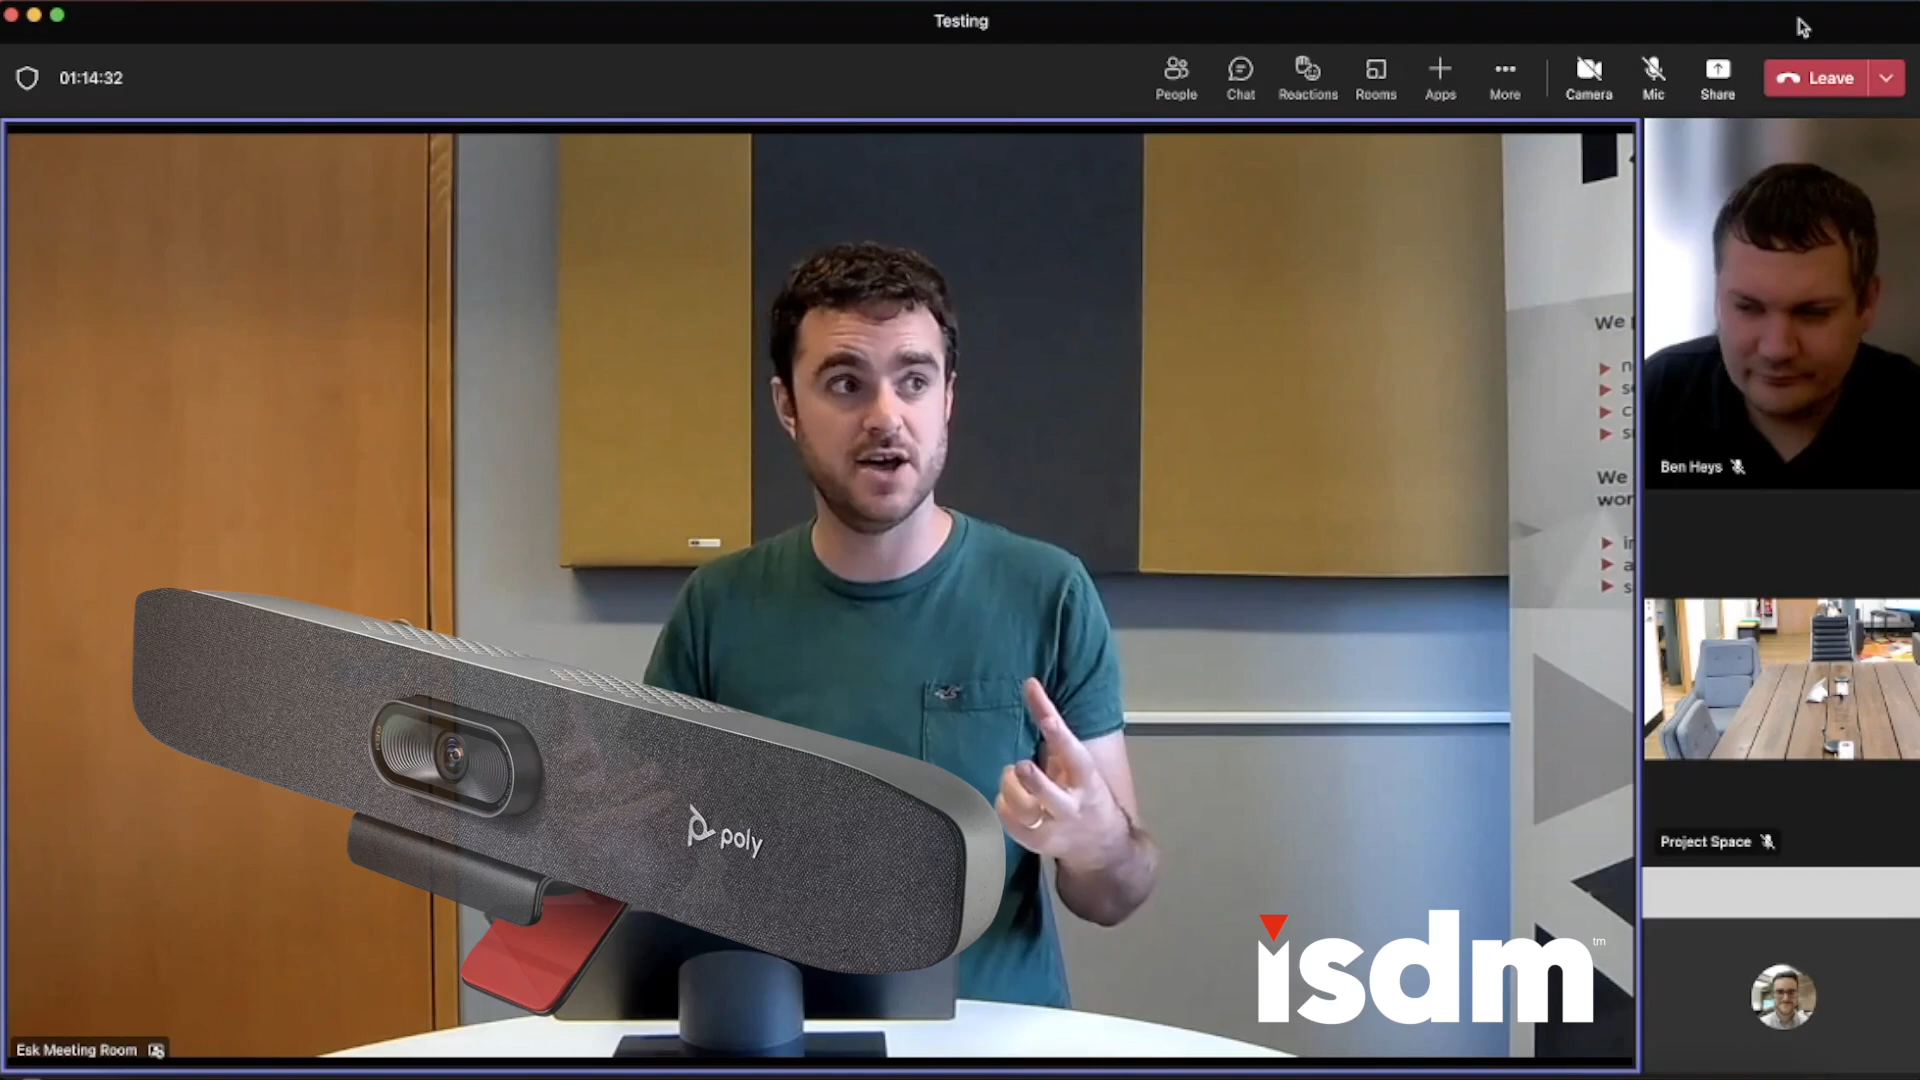 Testing
01:14:32
People
Chat
Reactions
Rooms
Apps
More
Camera
Mic
Share
Leave
We
We
Ben Heys
poly
Project Space
isdm
tm
Esk Meeting Room